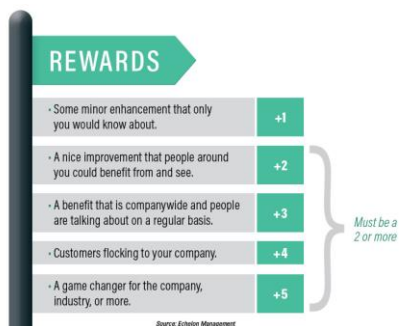 REWARDS
• Some minor enhancement that only
you would know about.
+1
• A nice improvement that people around
you could benefit from and see.
+2
• A benefit that is companywide and people
are talking about on a regular basis.
+3
• Customers flocking to your company.
+4
• A game changer for the company,
industry, or more.
+5
Must be a
2 or more
Source: Echelon Management